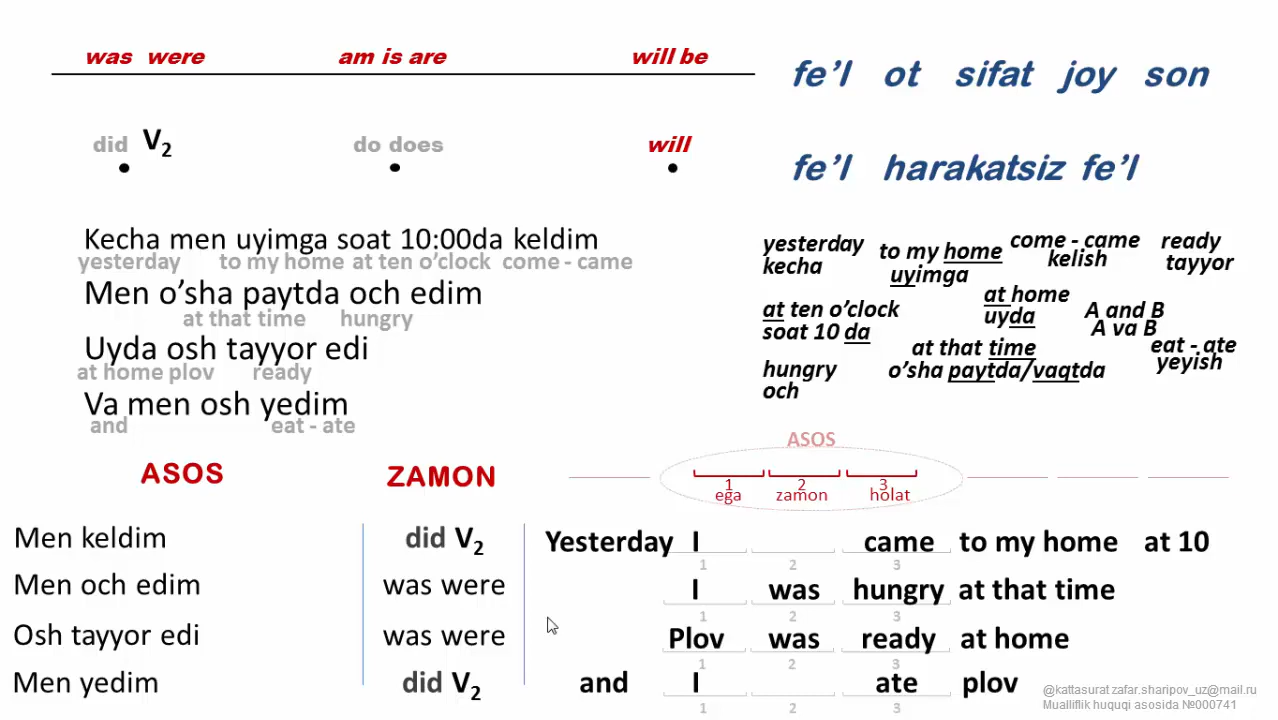 was were am is are will be
fe’l ot sifat joy son
did V2 do does will
fe’l harakatsiz fe’l
Kecha men uyimga soat 10:00da keldim
yesterday to my home at ten o’clock come - came
Men o’sha paytda och edim
at that time hungry
Uyda osh tayyor edi
at home plov ready
Va men osh yedim
and eat - ate
yesterday
kecha
to my home
uyimga
come - came
kelish
ready
tayyor
at ten o’clock
soat 10 da
at home
uyda
A and B
A va B
hungry
och
at that time
o’sha paytda/vaqtda
eat - ate
yeyish
ASOS ZAMON
ASOS
1 2 3
ega zamon holat
Men keldim did V2 Yesterday I came to my home at 10
1 2 3
Men och edim was were I was hungry at that time
1 2 3
Osh tayyor edi was were Plov was ready at home
1 2 3
Men yedim did V2 and I ate plov
1 2 3
@kattasurat zafar.sharipov_uz@mail.ru
Mualliflik huquqi asosida №000741